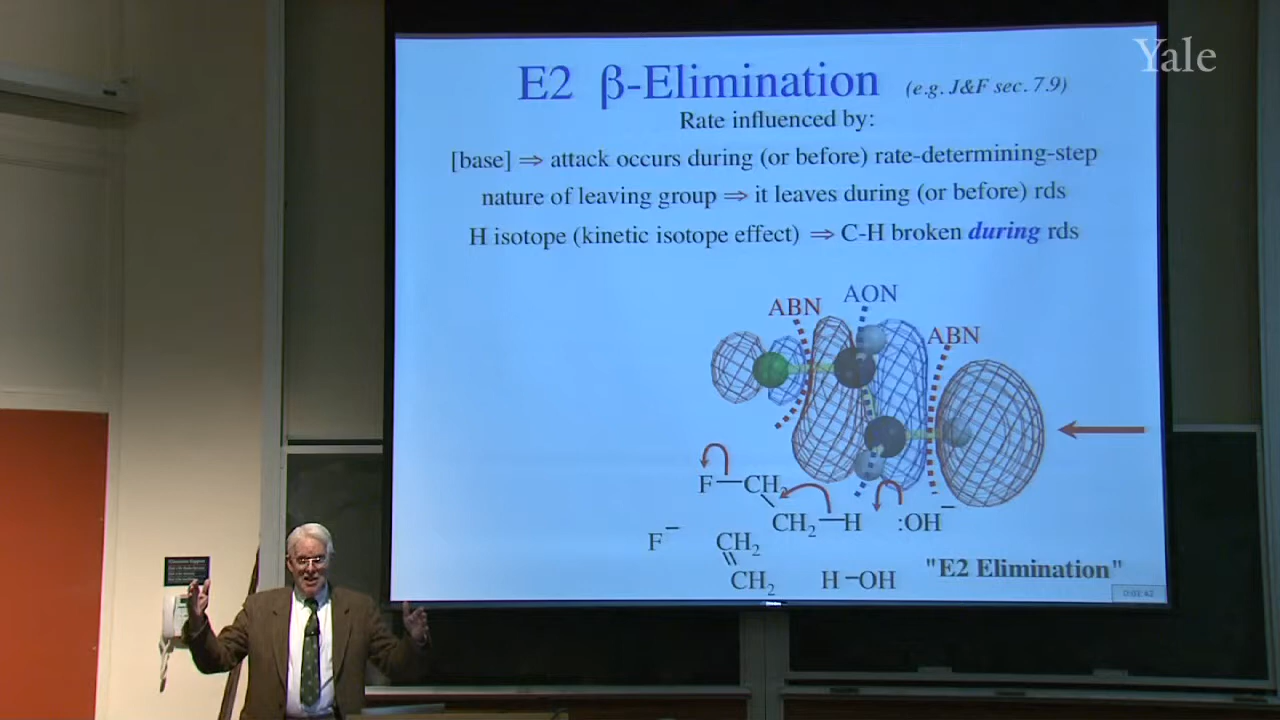 Yale
E2 β-Elimination (e.g. J&F sec. 7.9)
Rate influenced by:
[base] ⇒ attack occurs during (or before) rate-determining-step
nature of leaving group ⇒ it leaves during (or before) rds
H isotope (kinetic isotope effect) ⇒ C-H broken during rds
ABN AON ABN
F—CH₂
CH₂—H :OH⁻
F⁻ CH₂
CH₂ H–OH "E2 Elimination"